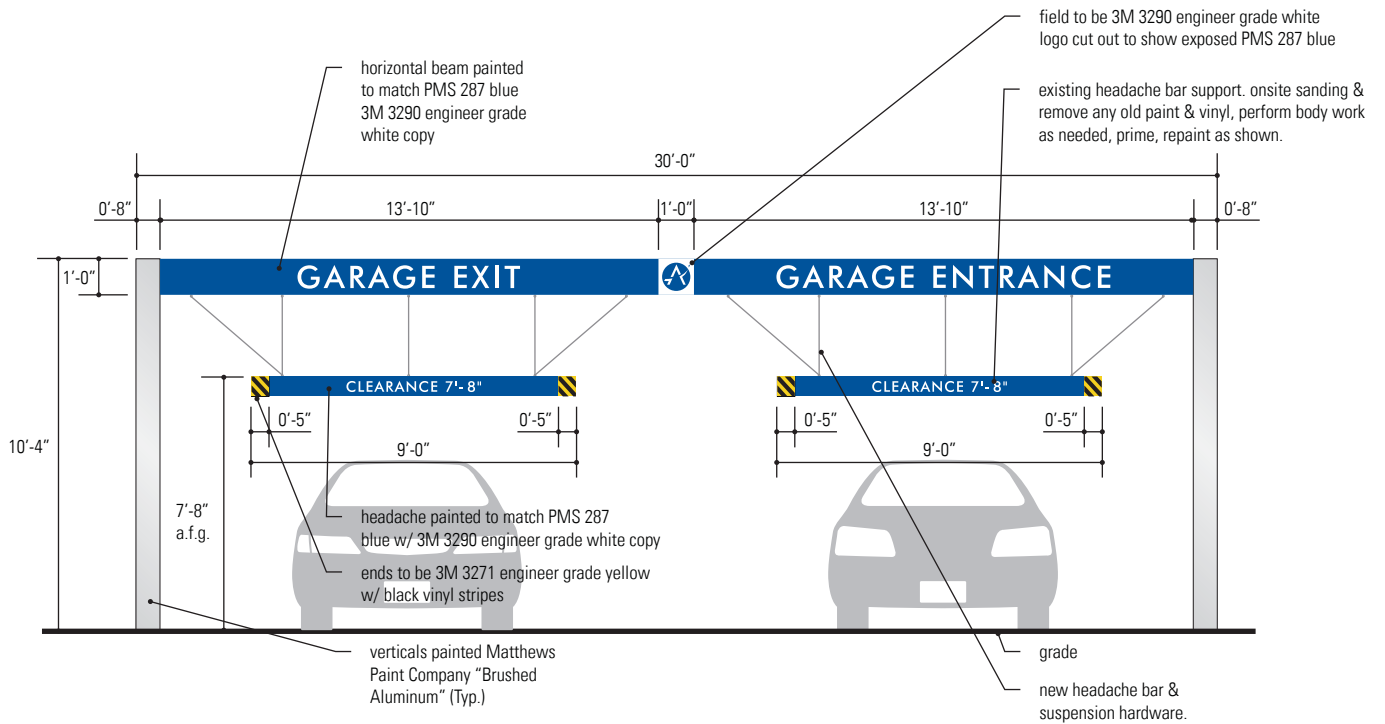 field to be 3M 3290 engineer grade white
logo cut out to show exposed PMS 287 blue
horizontal beam painted
to match PMS 287 blue
3M 3290 engineer grade
white copy
existing headache bar support. onsite sanding &
remove any old paint & vinyl, perform body work
as needed, prime, repaint as shown.
30'-0"
0'-8"
13'-10"
1'-0"
13'-10"
0'-8"
1'-0"
GARAGE EXIT
GARAGE ENTRANCE
CLEARANCE 7'-8"
CLEARANCE 7'-8"
0'-5"
0'-5"
0'-5"
0'-5"
9'-0"
9'-0"
10'-4"
7'-8"
a.f.g.
headache painted to match PMS 287
blue w/ 3M 3290 engineer grade white copy
ends to be 3M 3271 engineer grade yellow
w/ black vinyl stripes
verticals painted Matthews
Paint Company “Brushed
Aluminum” (Typ.)
grade
new headache bar &
suspension hardware.